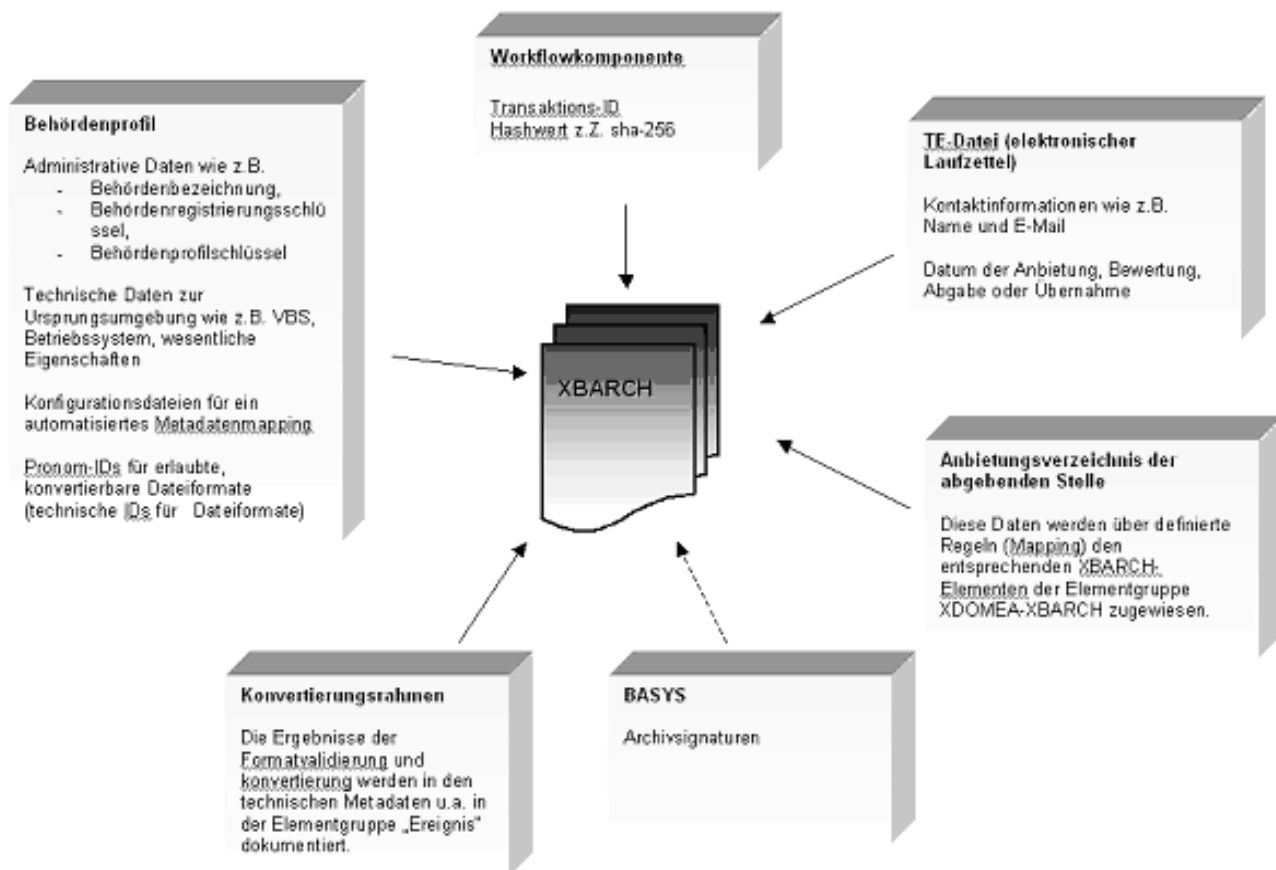 Workflowkomponente
Transaktions-ID
Hashwert z.Z. sha-256
Behördenprofil
Administrative Daten wie z.B.
- Behördenbezeichnung,
- Behördenregistrierungsschlü
ssel,
- Behördenprofilschlüssel
Technische Daten zur
Ursprungsumgebung wie z.B. VBS,
Betriebssystem, wesentliche
Eigenschaften
Konfigurationsdateien für ein
automatisiertes Metadatenmapping
Pronom-IDs für erlaubte,
konvertierbare Dateiformate
(technische IDs für Dateiformate)
TE-Datei (elektronischer
Laufzettel)
Kontaktinformationen wie z.B.
Name und E-Mail
Datum der Anbietung, Bewertung,
Abgabe oder Übernahme
XBARCH
Anbietungsverzeichnis der
abgebenden Stelle
Diese Daten werden über definierte
Regeln (Mapping) den
entsprechenden XBARCH-
Elementen der Elementgruppe
XDOMEA-XBARCH zugewiesen.
Konvertierungsrahmen
Die Ergebnisse der
Formatvalidierung und
konvertierung werden in den
technischen Metadaten u.a. in
der Elementgruppe „Ereignis"
dokumentiert.
BASYS
Archivsignaturen